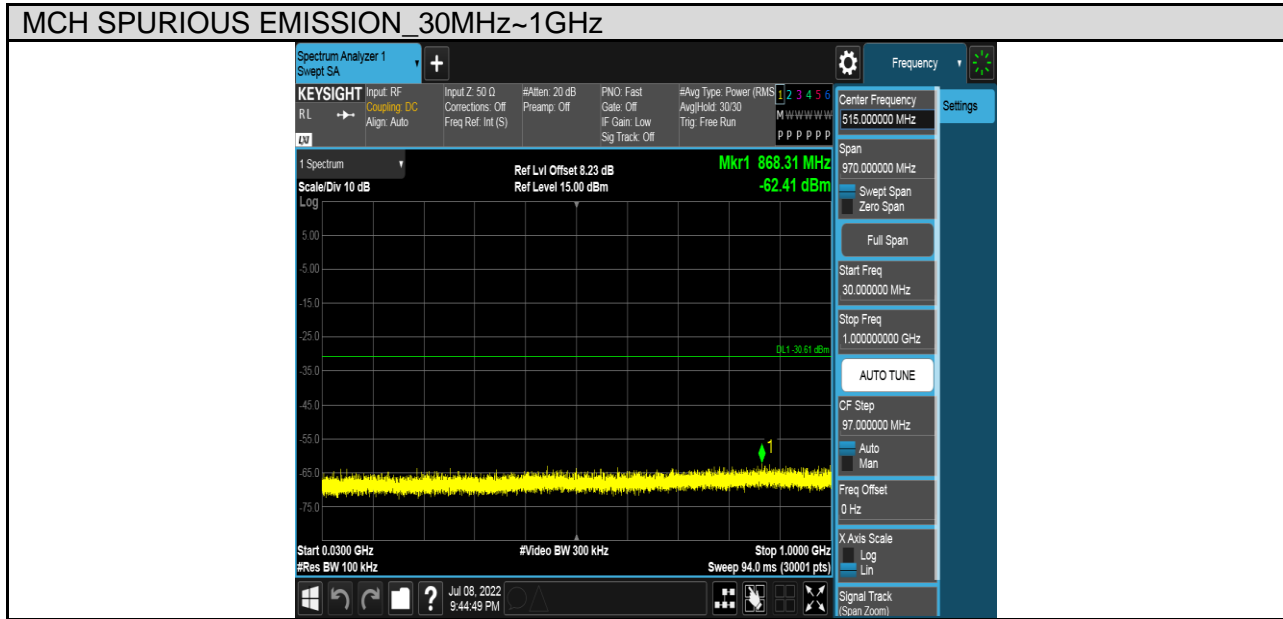 MCH SPURIOUS EMISSION_30MHz~1GHz
Spectrum Analyzer 1
Swept SA
+
Frequency
KEYSIGHT
RL
LXI
Input: RF
Coupling: DC
Align: Auto
Input Z: 50 Ω
Corrections: Off
Freq Ref: Int (S)
#Atten: 20 dB
Preamp: Off
PNO: Fast
Gate: Off
IF Gain: Low
Sig Track: Off
#Avg Type: Power (RMS
Avg|Hold: 30/30
Trig: Free Run
1 2 3 4 5 6
M W W W W W
P P P P P P
1 Spectrum
Scale/Div 10 dB
Log
Ref Lvl Offset 8.23 dB
Ref Level 15.00 dBm
Mkr1 868.31 MHz
-62.41 dBm
5.00
-5.00
-15.0
-25.0
DL1 -30.61 dBm
-35.0
-45.0
-55.0
1
-65.0
-75.0
Start 0.0300 GHz
#Res BW 100 kHz
#Video BW 300 kHz
Stop 1.0000 GHz
Sweep 94.0 ms (30001 pts)
?
Jul 08, 2022
9:44:49 PM
Center Frequency
515.000000 MHz
Settings
Span
970.000000 MHz
Swept Span
Zero Span
Full Span
Start Freq
30.000000 MHz
Stop Freq
1.000000000 GHz
AUTO TUNE
CF Step
97.000000 MHz
Auto
Man
Freq Offset
0 Hz
X Axis Scale
Log
Lin
Signal Track
(Span Zoom)